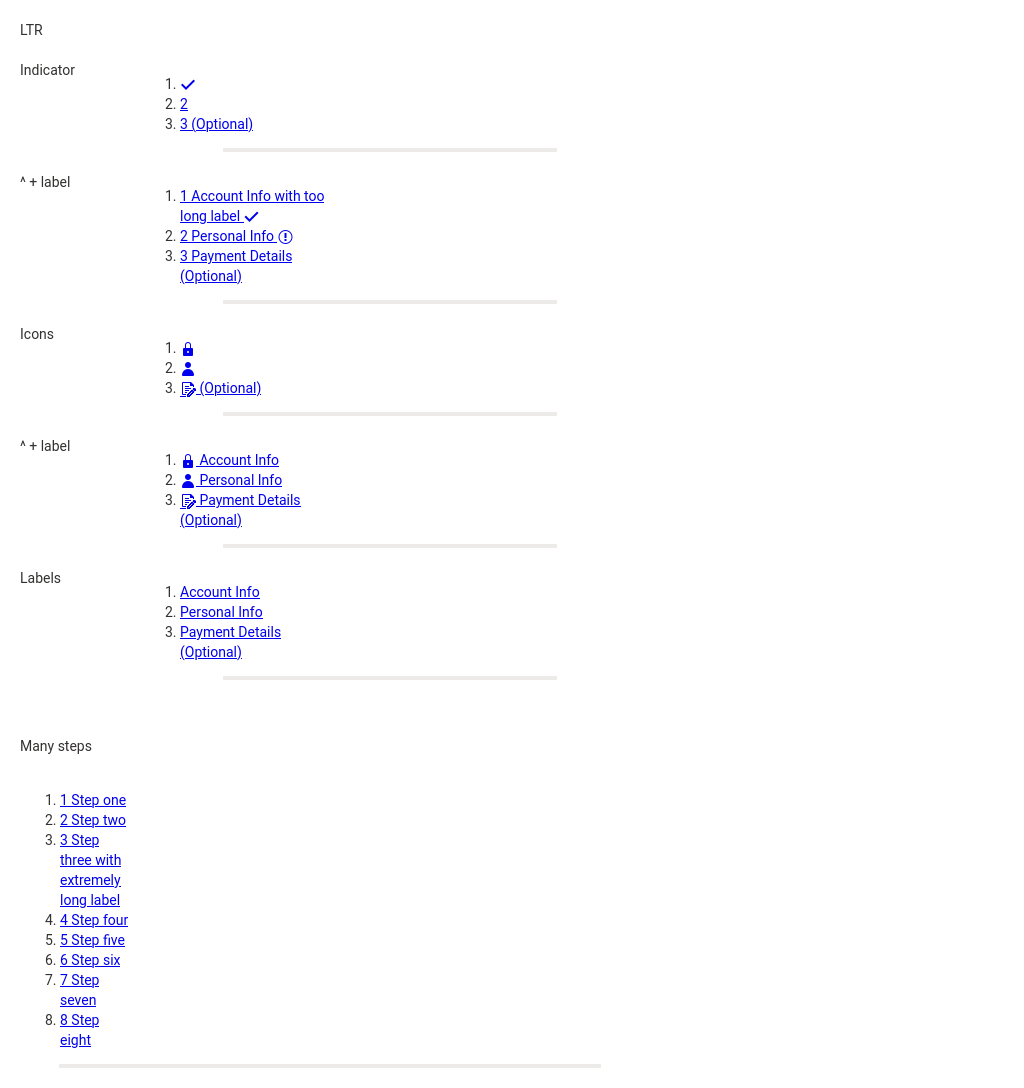 LTR
Indicator
1.
2. 2
3. 3 (Optional)
^ + label
1. 1 Account Info with too
long label
2. 2 Personal Info
3. 3 Payment Details
(Optional)
Icons
1.
2.
3. (Optional)
^ + label
1. Account Info
2. Personal Info
3. Payment Details
(Optional)
Labels
1. Account Info
2. Personal Info
3. Payment Details
(Optional)
Many steps
1. 1 Step one
2. 2 Step two
3. 3 Step
three with
extremely
long label
4. 4 Step four
5. 5 Step five
6. 6 Step six
7. 7 Step
seven
8. 8 Step
eight